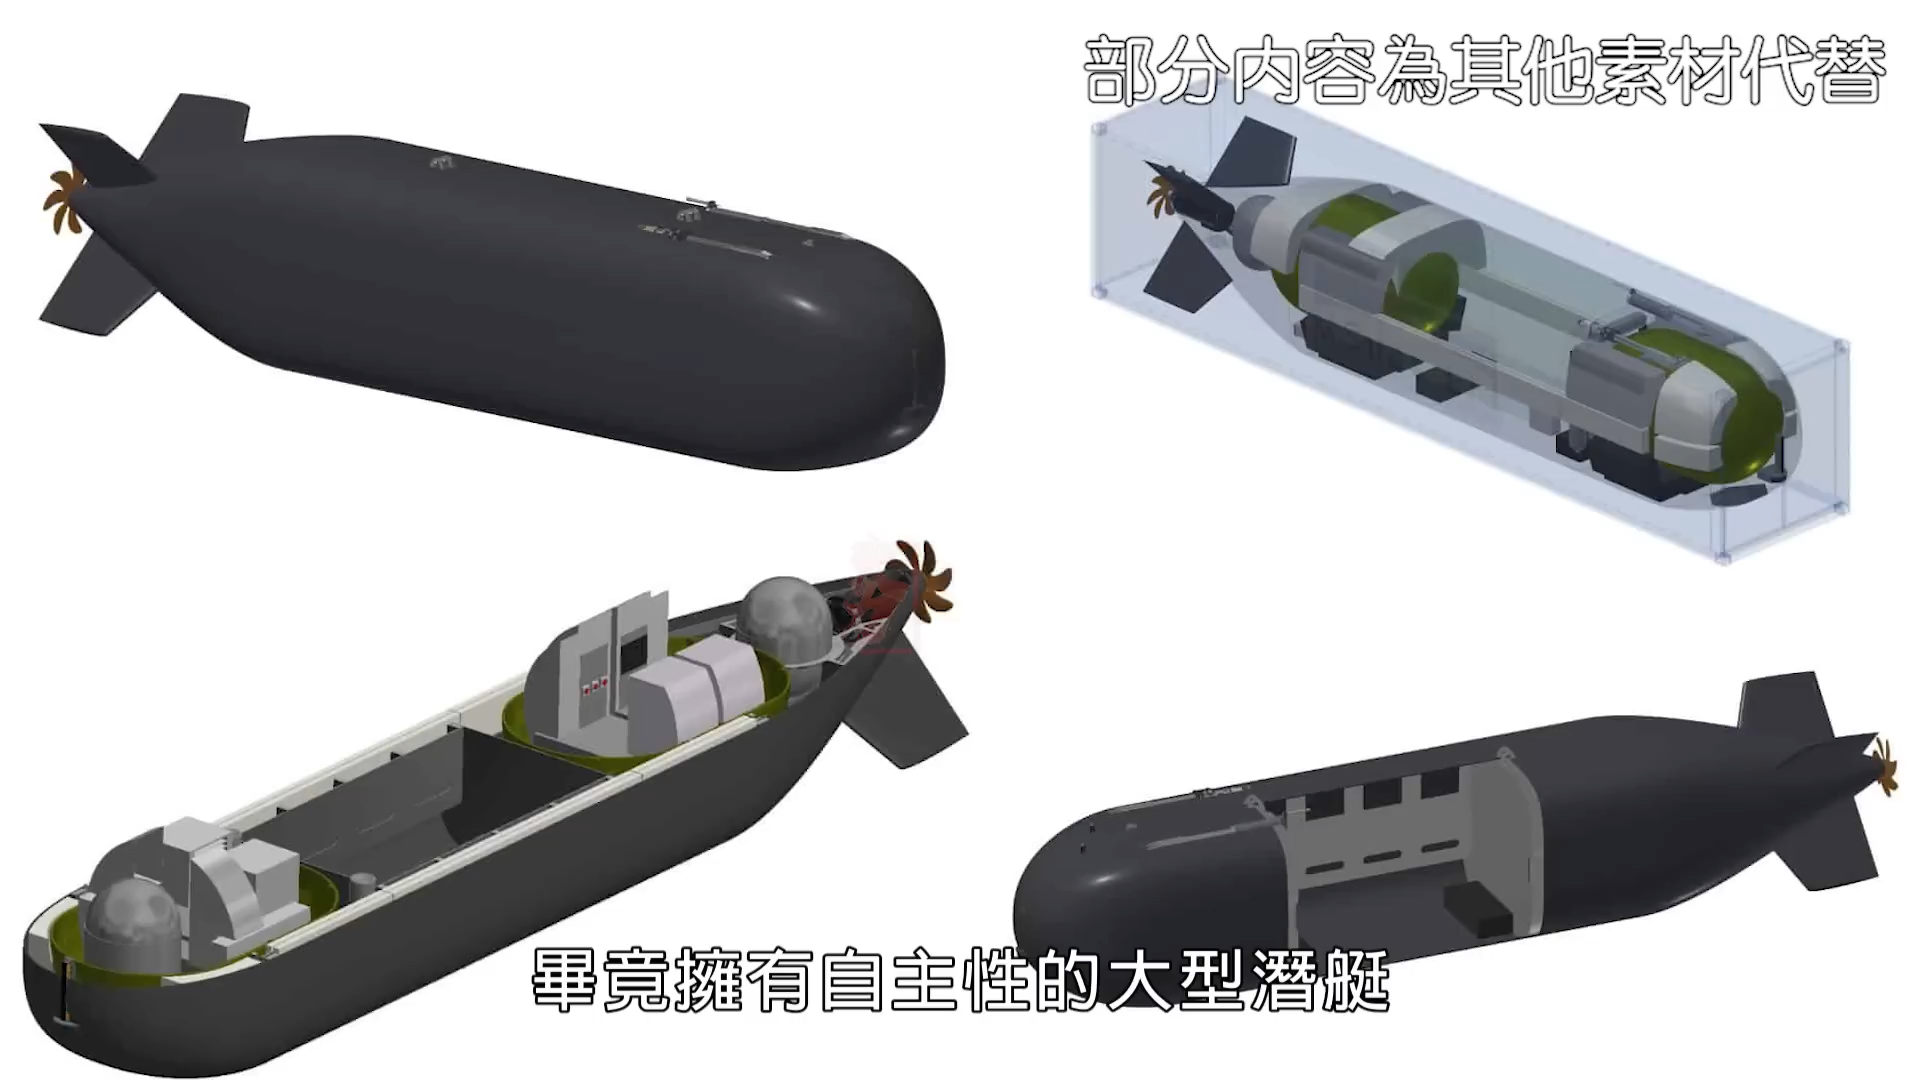 部分内容為其他素材代替
畢竟擁有自主性的大型潛艇